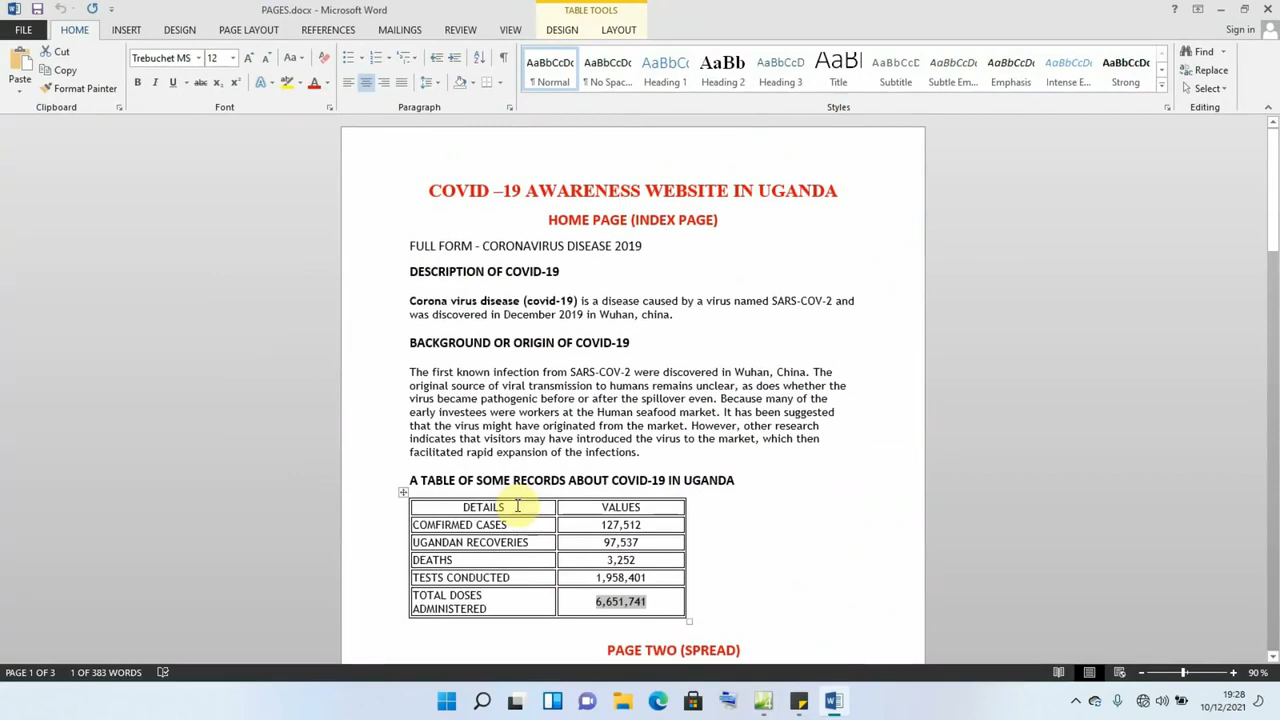 PAGES.docx - Microsoft Word
TABLE TOOLS
Sign in
FILE HOME INSERT DESIGN PAGE LAYOUT REFERENCES MAILINGS REVIEW VIEW DESIGN LAYOUT
Paste
Cut
Copy
Format Painter
Clipboard
Trebuchet MS 12
Font
Paragraph
AaBbCcDc AaBbCcDc AaBbC AaBb AaBbCcD AaBl AaBbCcD AaBbCcDc AaBbCcDc AaBbCcDc AaBbCcDc
¶ Normal ¶ No Spac... Heading 1 Heading 2 Heading 3 Title Subtitle Subtle Em... Emphasis Intense E... Strong
Styles
Find
Replace
Select
Editing
COVID –19 AWARENESS WEBSITE IN UGANDA
HOME PAGE (INDEX PAGE)
FULL FORM - CORONAVIRUS DISEASE 2019
DESCRIPTION OF COVID-19
Corona virus disease (covid-19) is a disease caused by a virus named SARS-COV-2 and
was discovered in December 2019 in Wuhan, china.
BACKGROUND OR ORIGIN OF COVID-19
The first known infection from SARS-COV-2 were discovered in Wuhan, China. The
original source of viral transmission to humans remains unclear, as does whether the
virus became pathogenic before or after the spillover even. Because many of the
early investees were workers at the Human seafood market. It has been suggested
that the virus might have originated from the market. However, other research
indicates that visitors may have introduced the virus to the market, which then
facilitated rapid expansion of the infections.
A TABLE OF SOME RECORDS ABOUT COVID-19 IN UGANDA
DETAILS VALUES
COMFIRMED CASES 127,512
UGANDAN RECOVERIES 97,537
DEATHS 3,252
TESTS CONDUCTED 1,958,401
TOTAL DOSES
ADMINISTERED 6,651,741
PAGE TWO (SPREAD)
PAGE 1 OF 3 1 OF 383 WORDS 90 %
19:28
10/12/2021